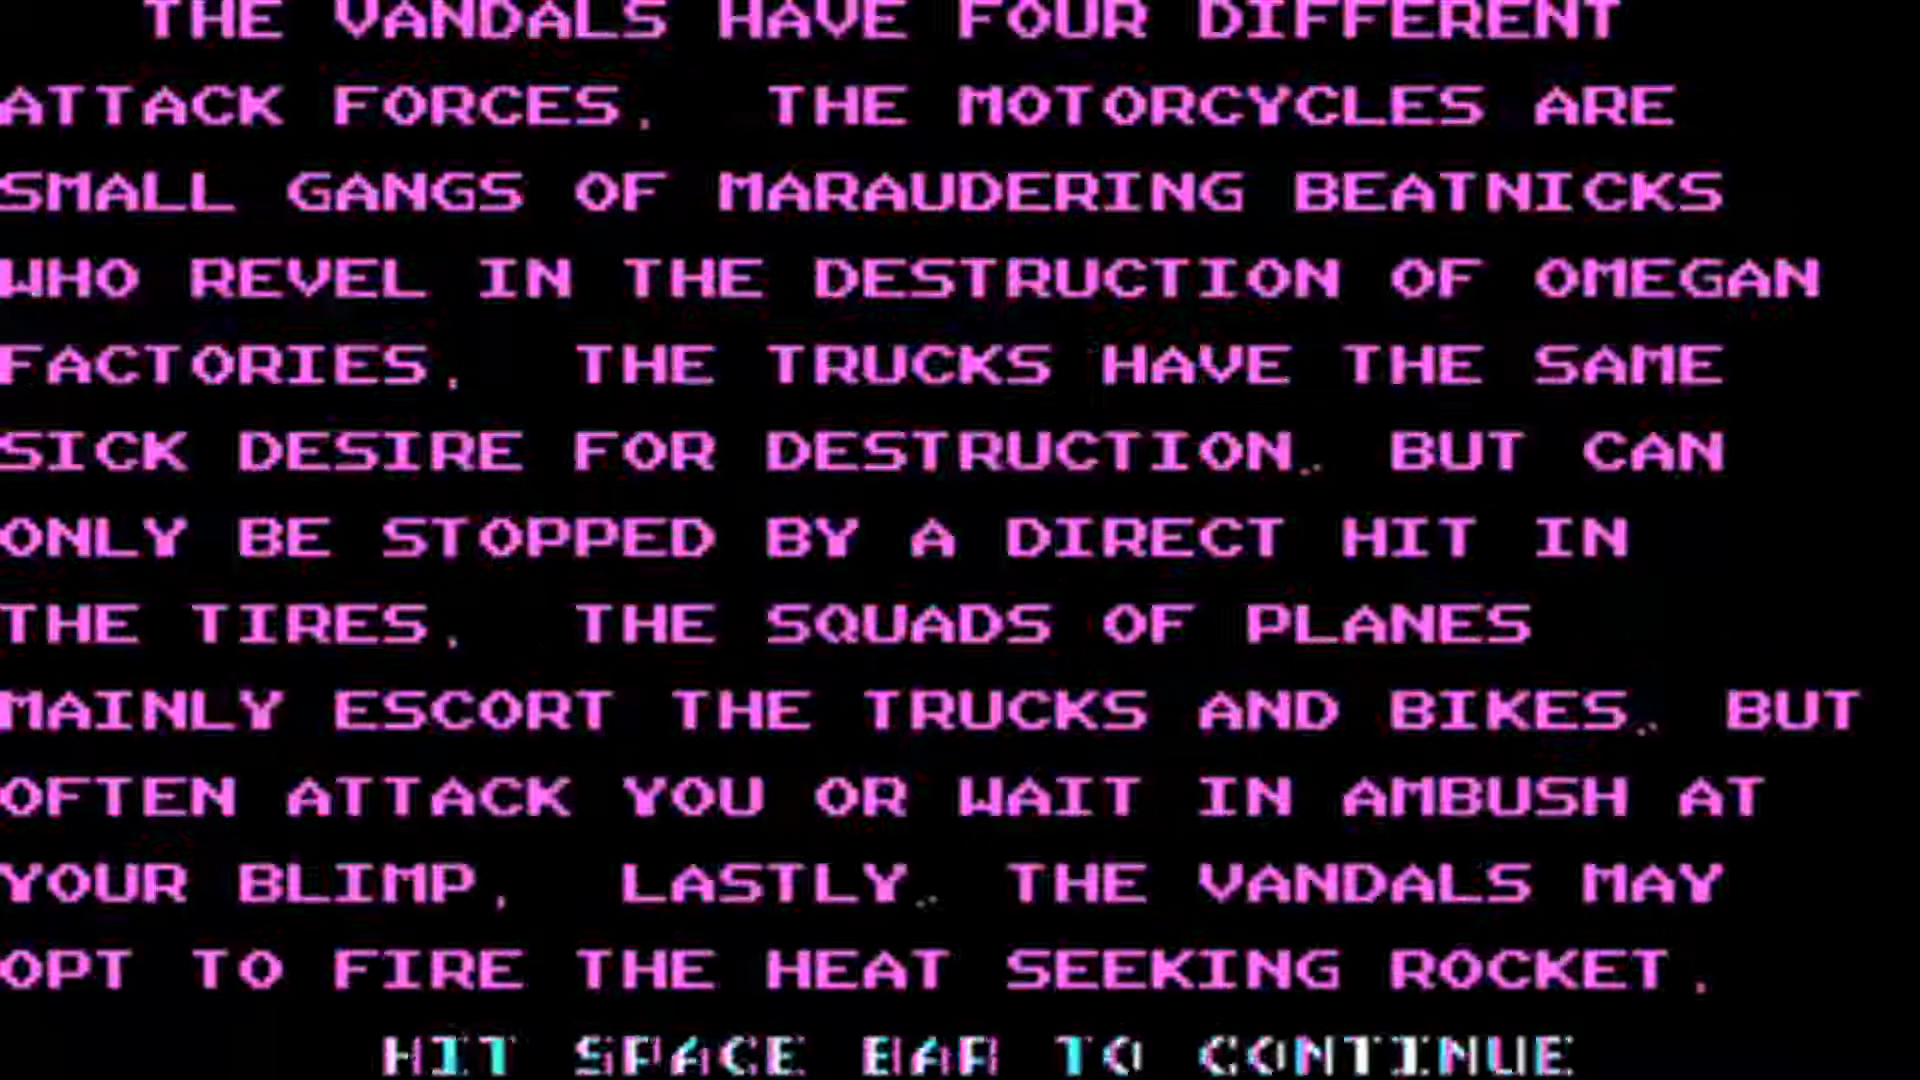 THE VANDALS HAVE FOUR DIFFERENT
ATTACK FORCES.  THE MOTORCYCLES ARE
SMALL GANGS OF MARAUDERING BEATNICKS
WHO REVEL IN THE DESTRUCTION OF OMEGAN
FACTORIES.  THE TRUCKS HAVE THE SAME
SICK DESIRE FOR DESTRUCTION, BUT CAN
ONLY BE STOPPED BY A DIRECT HIT IN
THE TIRES.  THE SQUADS OF PLANES
MAINLY ESCORT THE TRUCKS AND BIKES, BUT
OFTEN ATTACK YOU OR WAIT IN AMBUSH AT
YOUR BLIMP.  LASTLY, THE VANDALS MAY
OPT TO FIRE THE HEAT SEEKING ROCKET.
HIT SPACE BAR TO CONTINUE